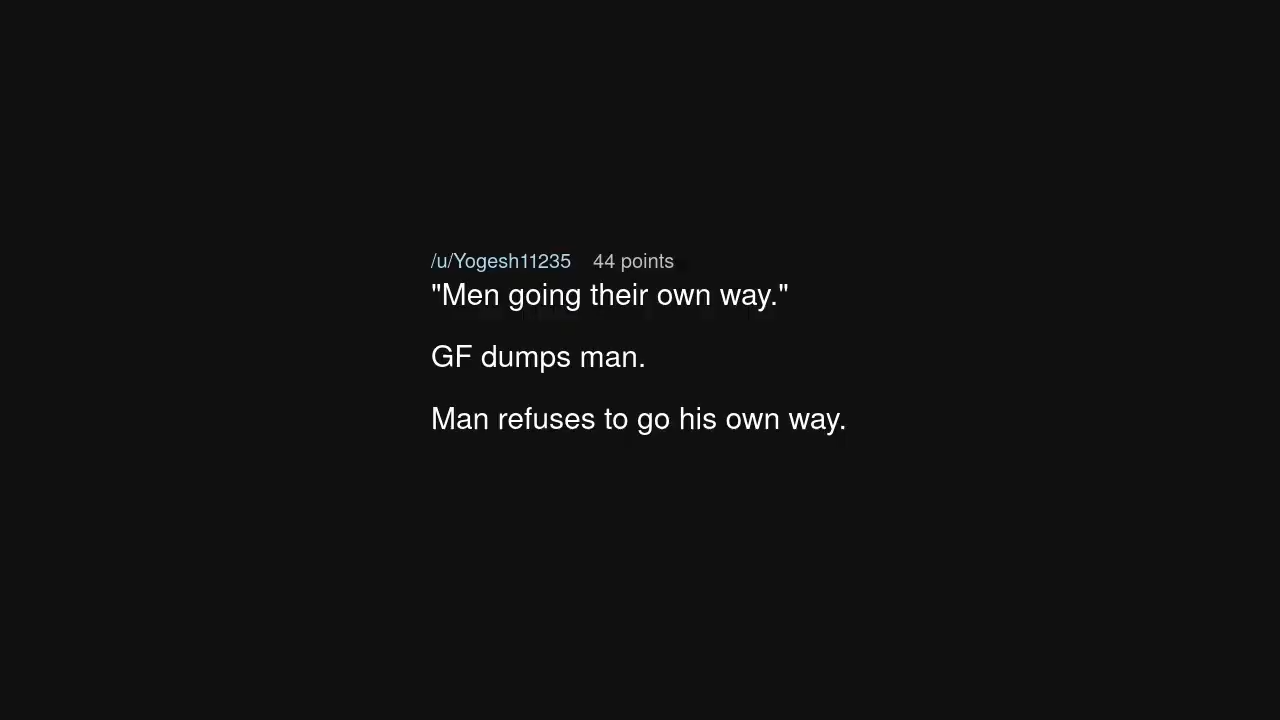 /u/Yogesh11235 44 points
"Men going their own way."
GF dumps man.
Man refuses to go his own way.